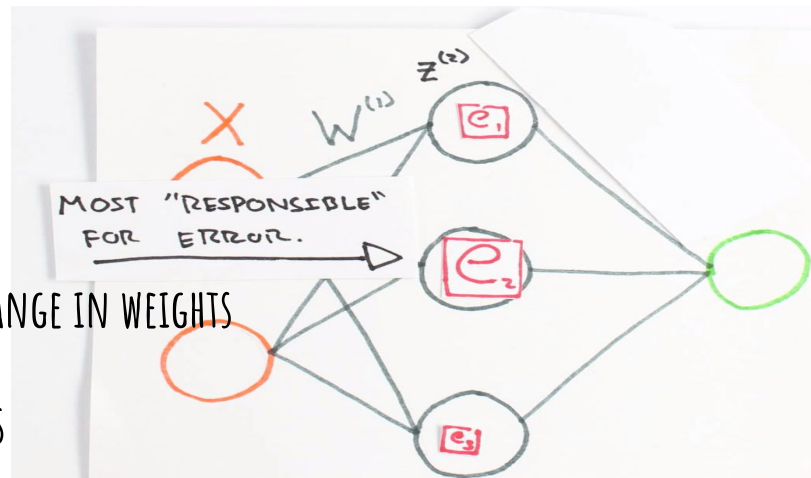 Z(2)
X
W(1)
e1
MOST "RESPONSIBLE"
FOR ERROR.
e2
ANGE IN WEIGHTS
S
e3